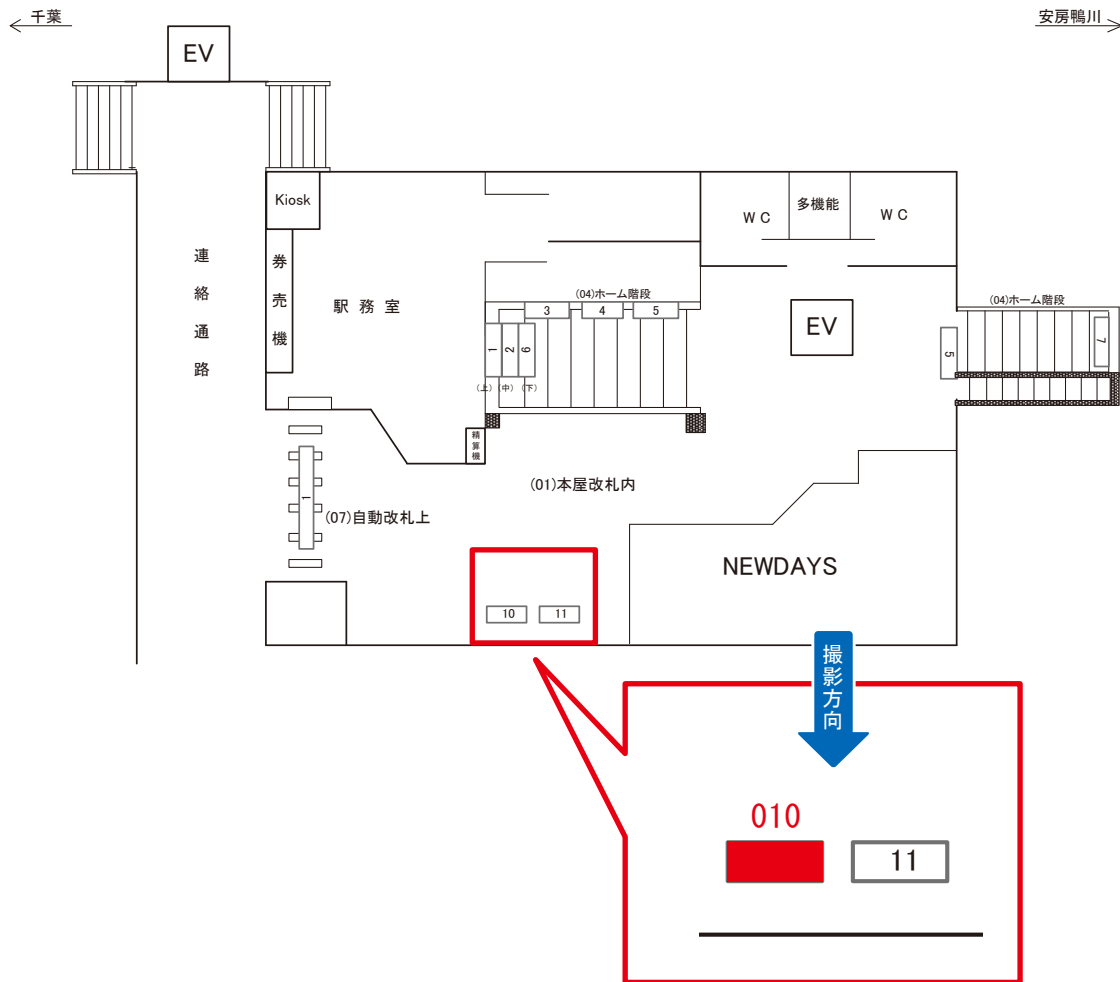 千葉
安房鴨川
EV
Kiosk
券売機
連絡通路
駅務室
WC
多機能
WC
(04)ホーム階段
3
4
5
1
2
6
(上)
(中)
(下)
EV
(04)ホーム階段
5
7
精算機
(01)本屋改札内
1
(07)自動改札上
NEWDAYS
10
11
撮影方向
010
11